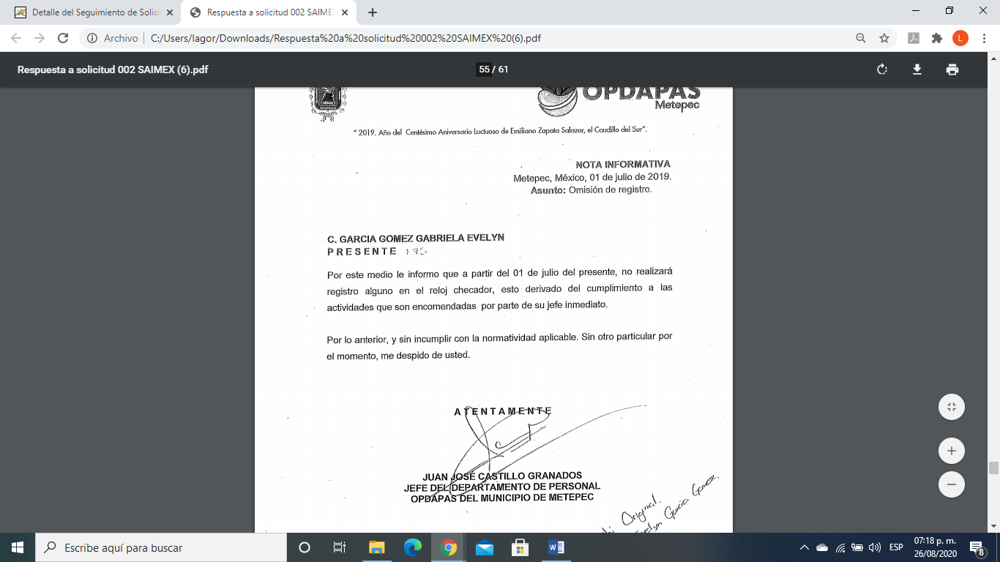 Detalle del Seguimiento de Solici
Respuesta a solicitud 002 SAIMEX
Archivo
C:/Users/lagor/Downloads/Respuesta%20a%20solicitud%20002%20SAIMEX%20(6).pdf
L
Respuesta a solicitud 002 SAIMEX (6).pdf
55 / 61
OPDAPAS
Metepec
" 2019. Año del Centésimo Aniversario Luctuoso de Emiliano Zapata Salazar, el Caudillo del Sur".
NOTA INFORMATIVA
Metepec, México, 01 de julio de 2019.
Asunto: Omisión de registro.
C. GARCIA GOMEZ GABRIELA EVELYN
P R E S E N T E
Por este medio le informo que a partir del 01 de julio del presente, no realizará
registro alguno en el reloj checador, esto derivado del cumplimiento a las
actividades que son encomendadas por parte de su jefe inmediato.
Por lo anterior, y sin incumplir con la normatividad aplicable. Sin otro particular por
el momento, me despido de usted.
A T E N T A M E N T E
JUAN JOSÉ CASTILLO GRANADOS
JEFE DEL DEPARTAMENTO DE PERSONAL
OPDAPAS DEL MUNICIPIO DE METEPEC
Original.
Evelyn Garcia Gomez.
Escribe aquí para buscar
ESP
07:18 p. m.
26/08/2020
8